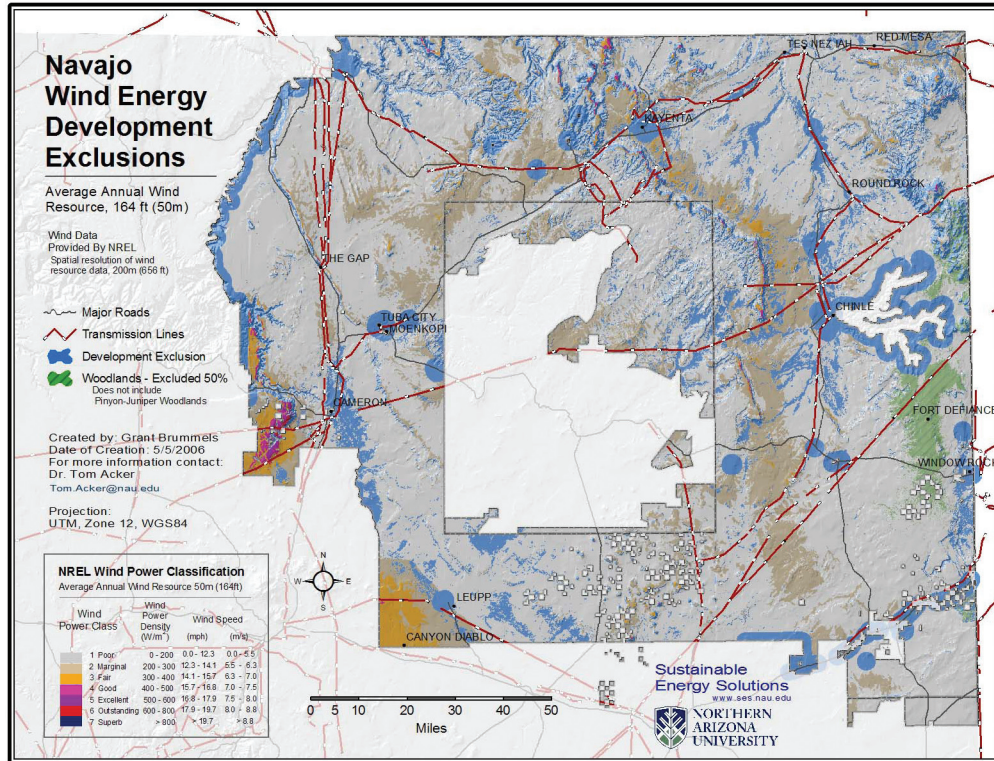 Navajo
Wind Energy
Development
Exclusions
Average Annual Wind
Resource, 164 ft (50m)
Wind Data
Provided By NREL
Spatial resolution of wind
resource data, 200m (656 ft)
Major Roads
Transmission Lines
Development Exclusion
Woodlands - Excluded 50%
Does not include
Pinyon-Juniper Woodlands
Created by: Grant Brummels
Date of Creation: 5/5/2006
For more information contact:
Dr. Tom Acker
Tom.Acker@nau.edu
Projection:
UTM, Zone 12, WGS84
NREL Wind Power Classification
Average Annual Wind Resource 50m (164ft)
Wind Power Class
Wind Power Density (W/m²)
Wind Speed
(mph) (m/s)
1 Poor 0 - 200 0.0 - 12.3 0.0 - 5.5
2 Marginal 200 - 300 12.3 - 14.1 5.5 - 6.3
3 Fair 300 - 400 14.1 - 15.7 6.3 - 7.0
4 Good 400 - 500 15.7 - 16.8 7.0 - 7.5
5 Excellent 500 - 600 16.8 - 17.9 7.5 - 8.0
6 Outstanding 600 - 800 17.9 - 19.7 8.0 - 8.8
7 Superb > 800 > 19.7 > 8.8
TES NEZ IAH
RED MESA
KAYENTA
ROUND ROCK
THE GAP
TUBA CITY
MOENKOPI
CHINLE
CAMERON
FORT DEFIANCE
WINDOW ROCK
LEUPP
CANYON DIABLO
N
W E
S
0 5 10 20 30 40 50
Miles
Sustainable
Energy Solutions
www.ses.nau.edu
NORTHERN
ARIZONA
UNIVERSITY